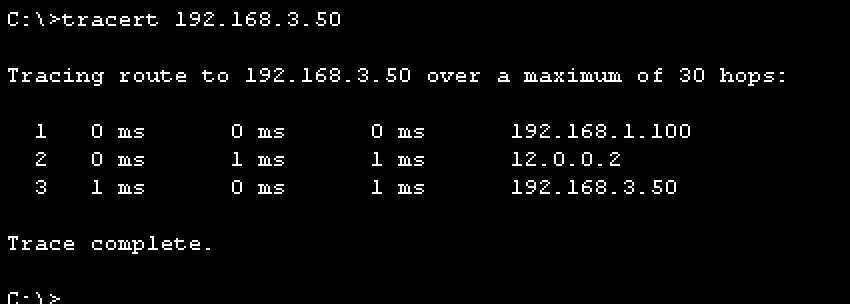 C:\>tracert 192.168.3.50
Tracing route to 192.168.3.50 over a maximum of 30 hops:
1 0 ms 0 ms 0 ms 192.168.1.100
2 0 ms 1 ms 1 ms 12.0.0.2
3 1 ms 0 ms 1 ms 192.168.3.50
Trace complete.
C:\>